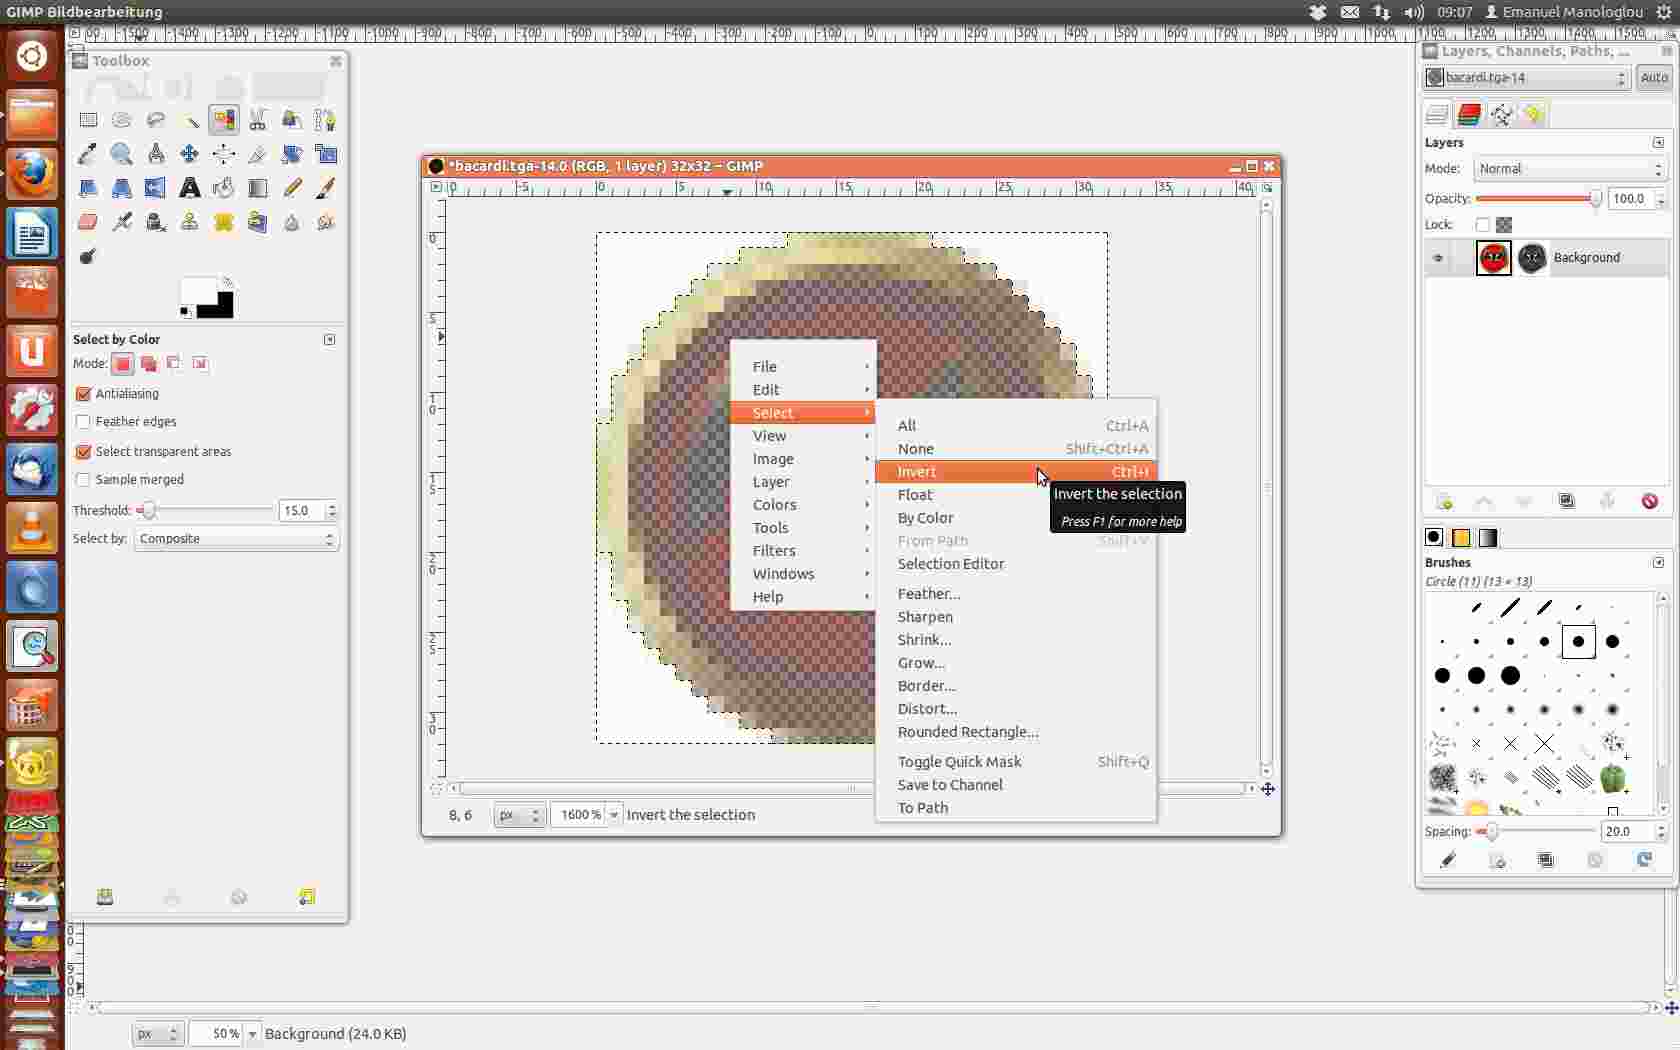 GIMP Bildbearbeitung
09:07
Emanuel Manologlou
Toolbox
Select by Color
Mode:
Antialiasing
Feather edges
Select transparent areas
Sample merged
Threshold:
15.0
Select by:
Composite
*bacardi.tga-14.0 (RGB, 1 layer) 32x32 – GIMP
File
Edit
Select
View
Image
Layer
Colors
Tools
Filters
Windows
Help
All Ctrl+A
None Shift+Ctrl+A
Invert Ctrl+I
Float
By Color
From Path Shift+V
Selection Editor
Feather...
Sharpen
Shrink...
Grow...
Border...
Distort...
Rounded Rectangle...
Toggle Quick Mask Shift+Q
Save to Channel
To Path
Invert the selection
Press F1 for more help
8, 6
px
1600 %
Invert the selection
px
50 %
Background (24.0 KB)
Layers, Channels, Paths, ...
bacardi.tga-14
Auto
Layers
Mode:
Normal
Opacity:
100.0
Lock:
Background
Brushes
Circle (11) (13 × 13)
Spacing:
20.0